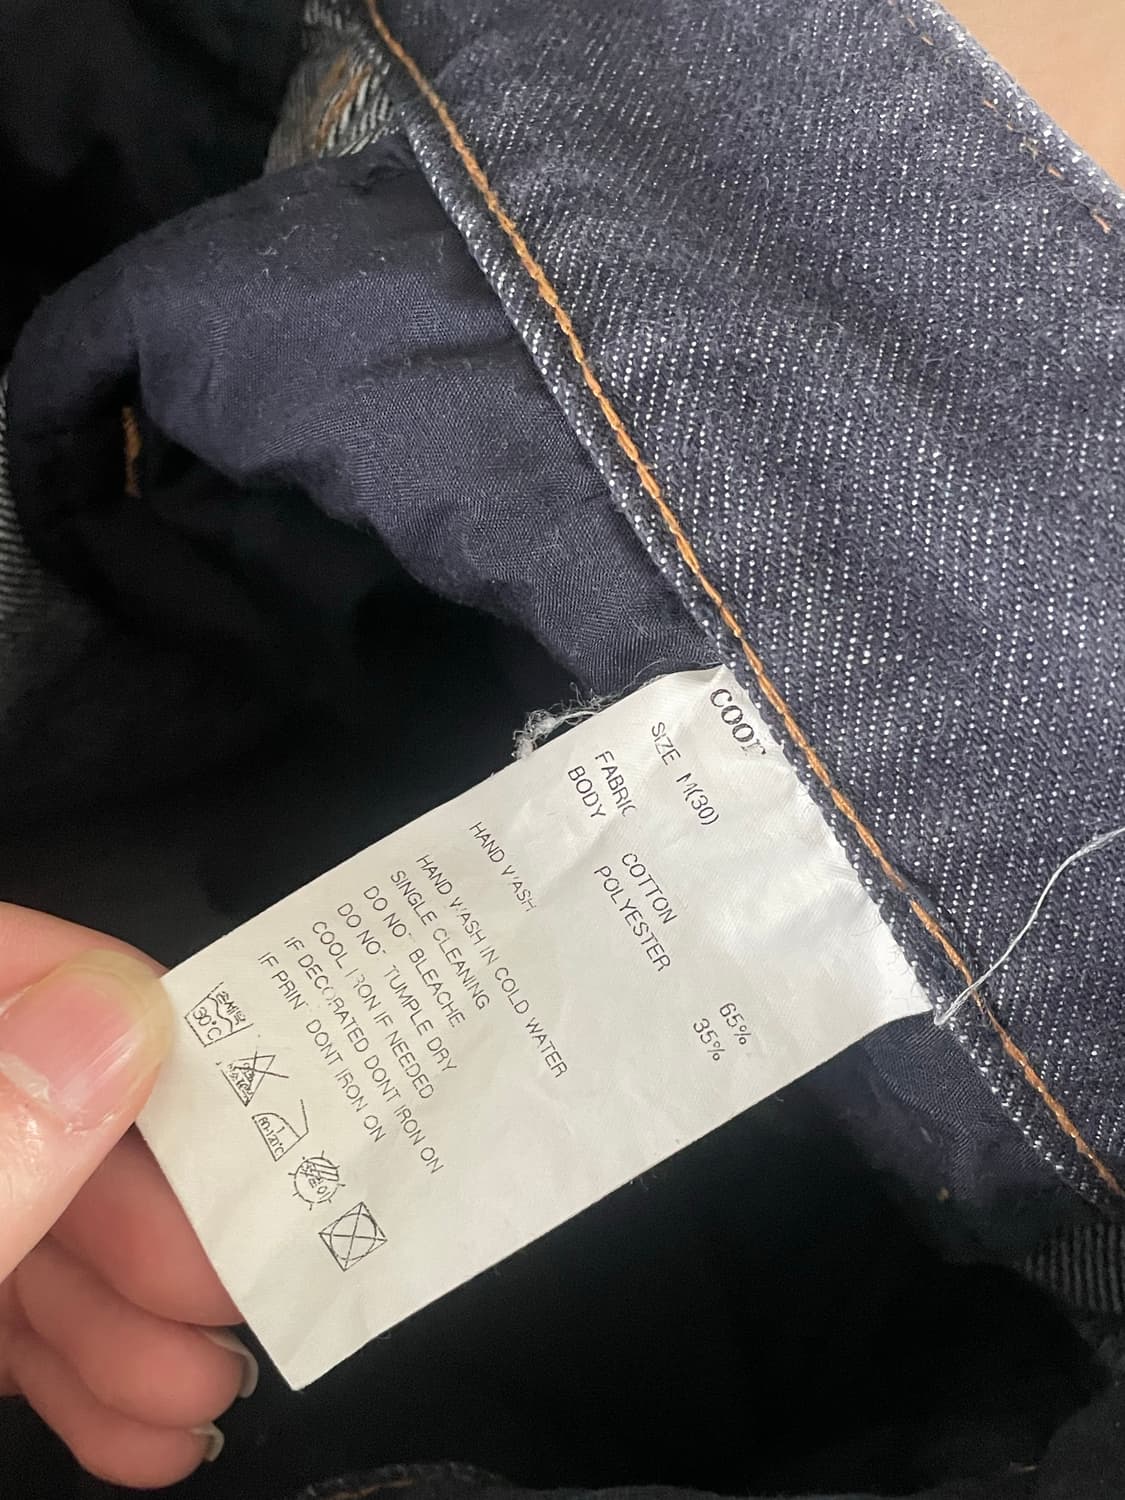 coor
SIZE M(30)
FABRIC
BODY COTTON 65%
POLYESTER 35%
HAND WASH
HAND WASH IN COLD WATER
SINGLE CLEANING
DO NOT BLEACHE
DO NOT TUMPLE DRY
COOL IRON IF NEEDED
IF DECORATED DONT IRON ON
IF PRINT DONT IRON ON
30°C